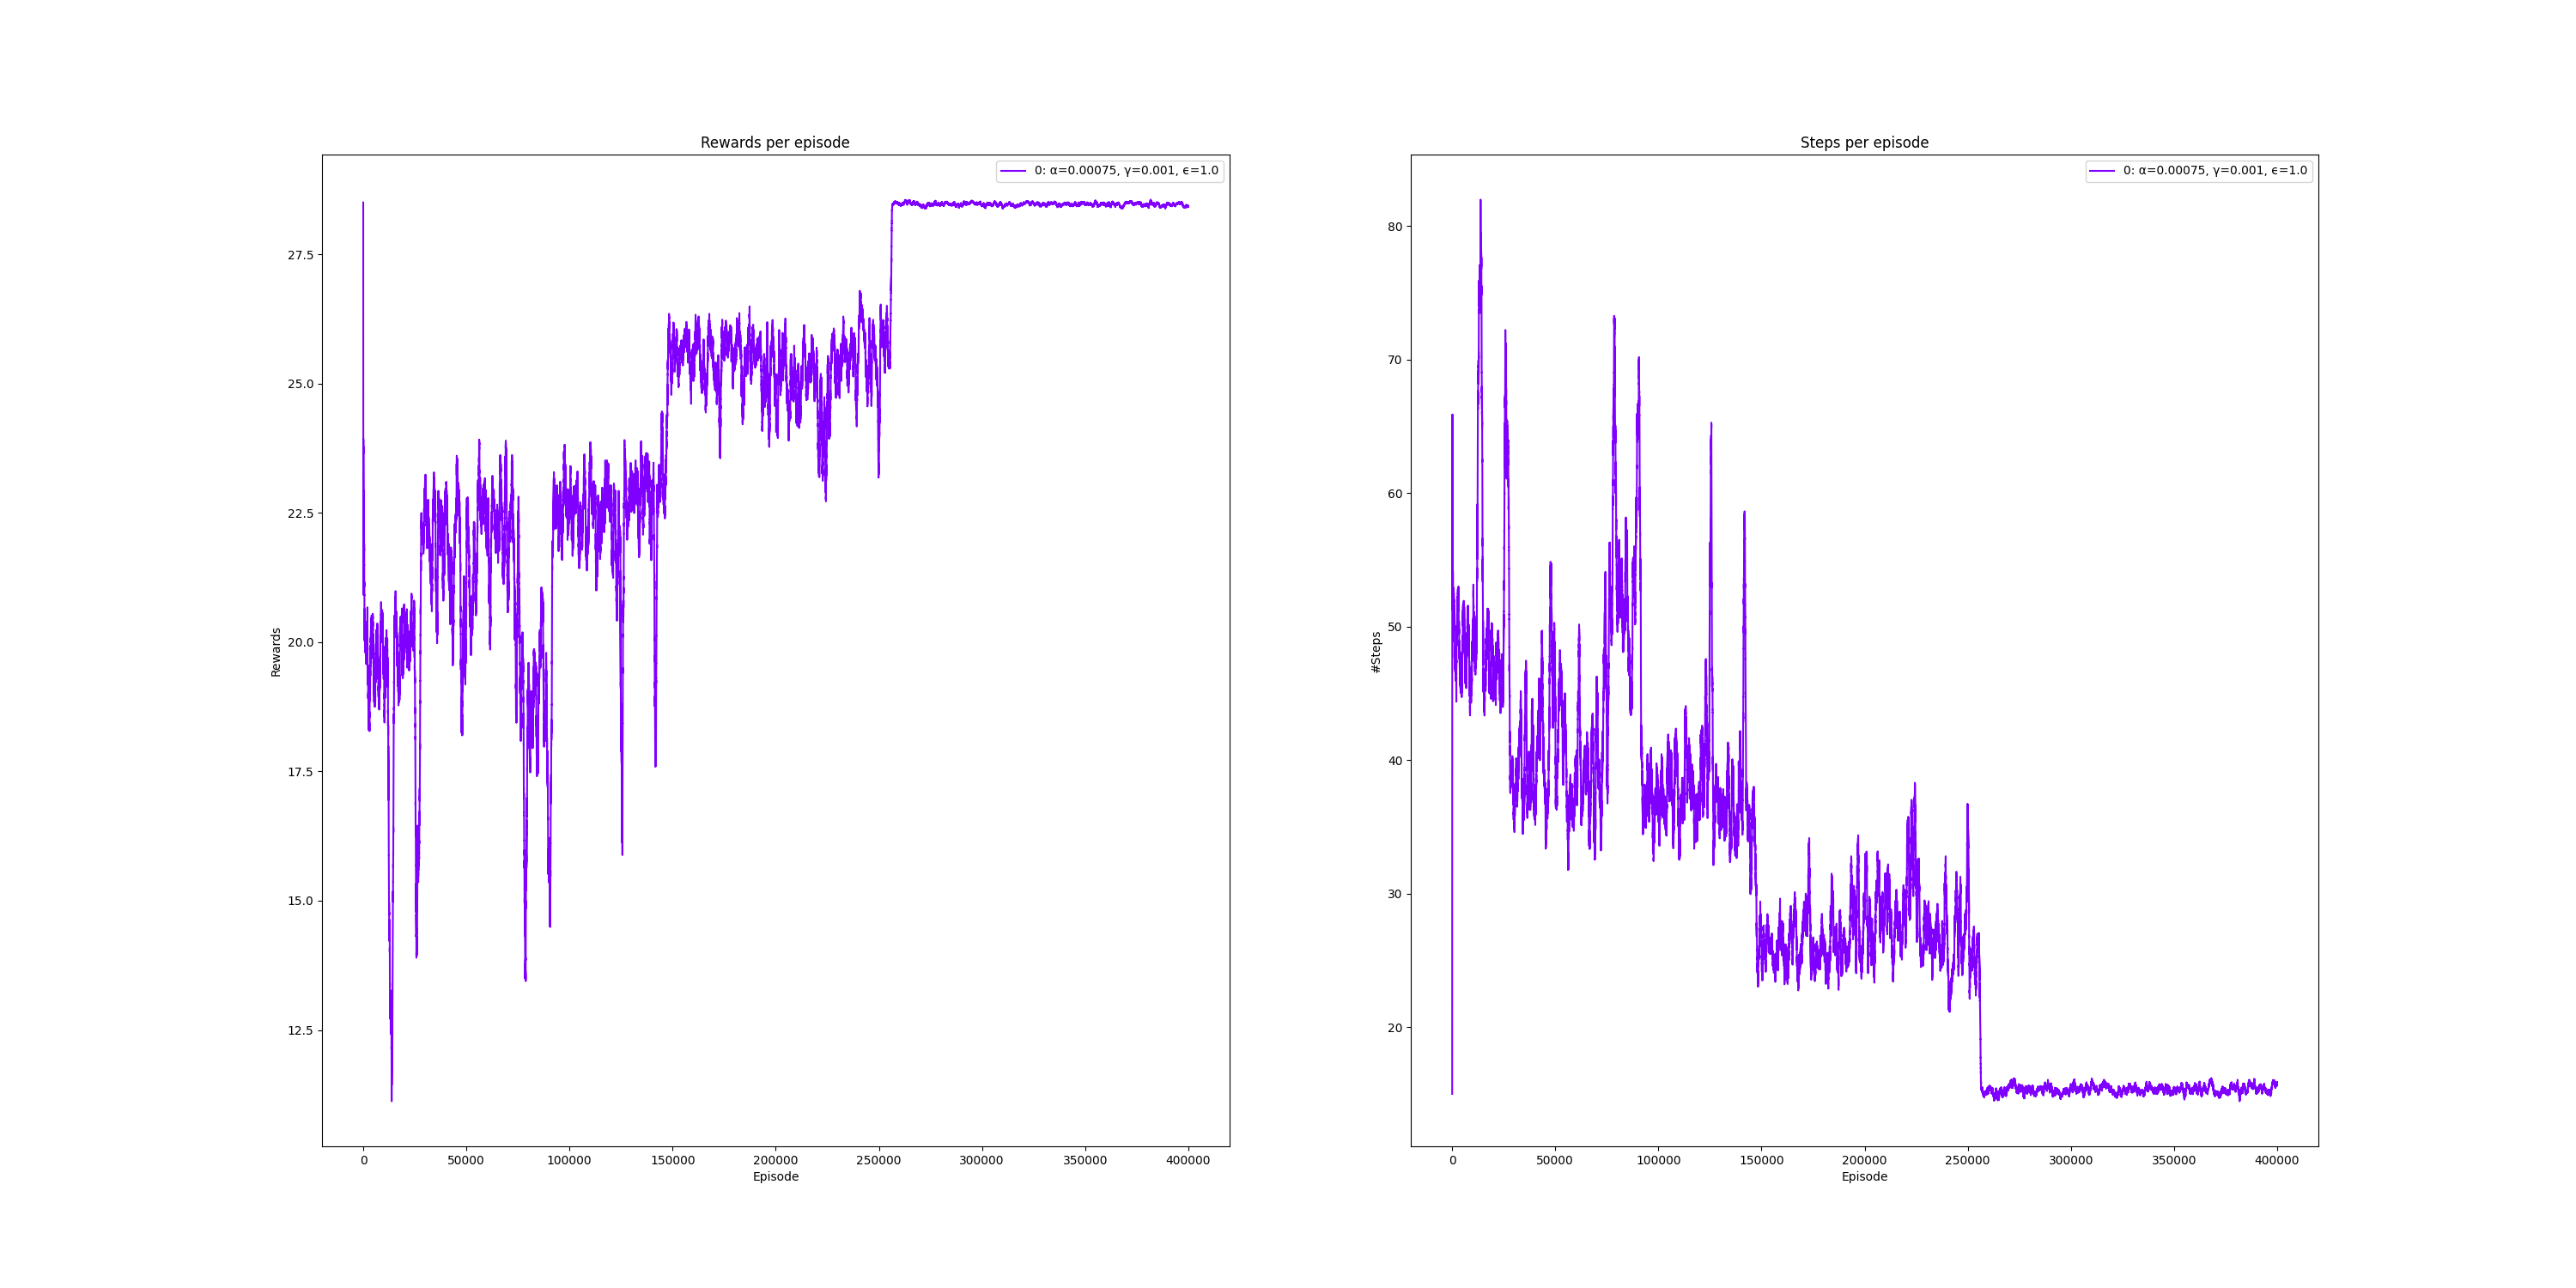 Rewards per episode
0: α=0.00075, γ=0.001, ϵ=1.0
27.5
25.0
22.5
20.0
17.5
15.0
12.5
Rewards
0 50000 100000 150000 200000 250000 300000 350000 400000
Episode
Steps per episode
0: α=0.00075, γ=0.001, ϵ=1.0
80
70
60
50
40
30
20
#Steps
0 50000 100000 150000 200000 250000 300000 350000 400000
Episode